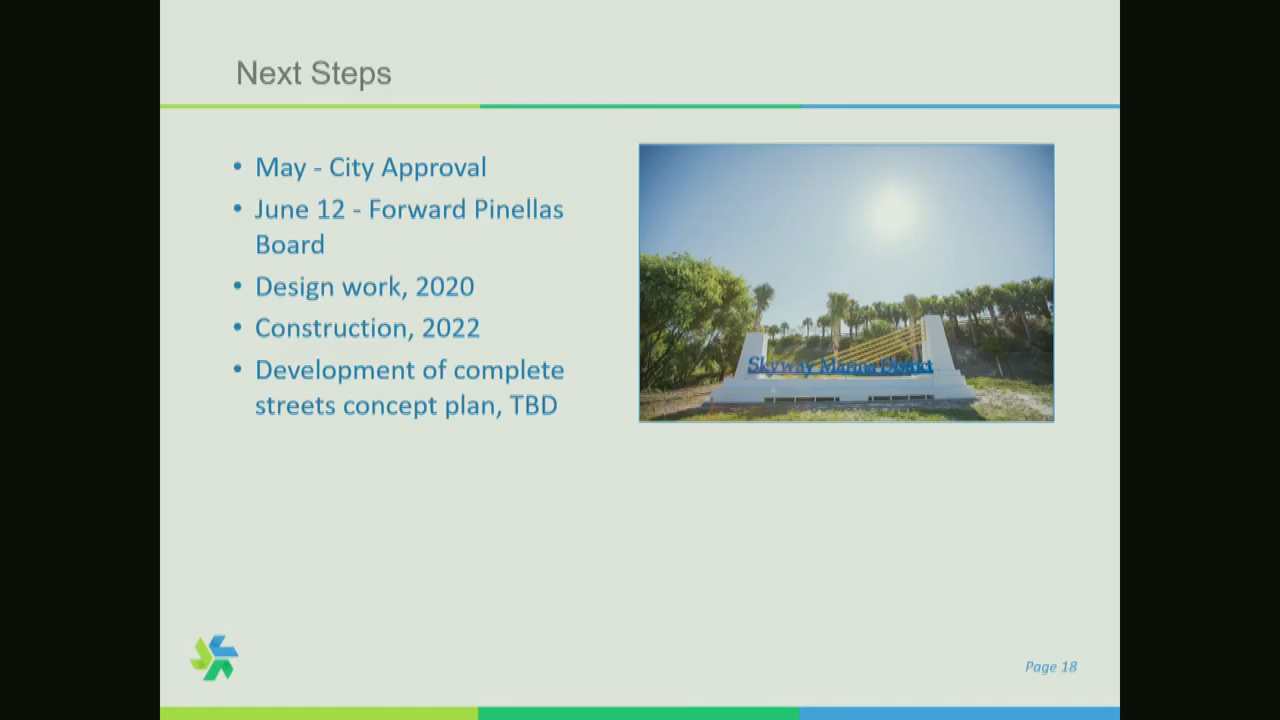 Next Steps
• May - City Approval
• June 12 - Forward Pinellas
Board
• Design work, 2020
• Construction, 2022
• Development of complete
streets concept plan, TBD
Skyway Marina District
Page 18